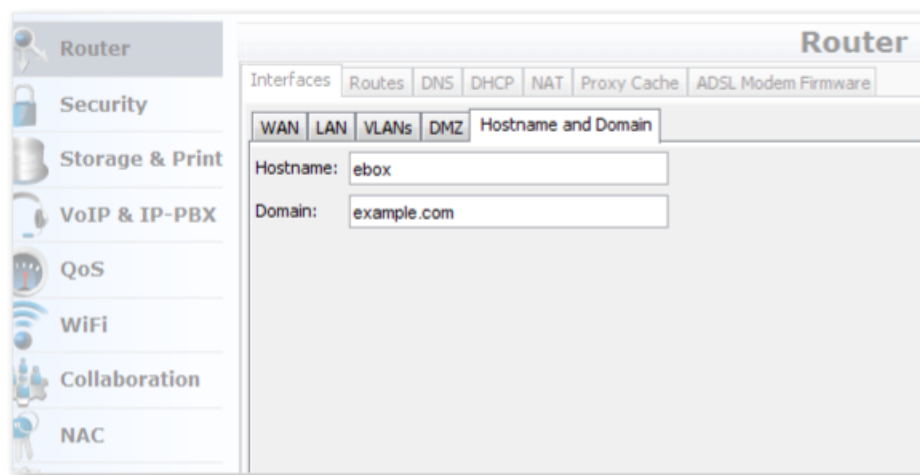 Router
Security
Storage & Print
VoIP & IP-PBX
QoS
WiFi
Collaboration
NAC
Router
Interfaces Routes DNS DHCP NAT Proxy Cache ADSL Modem Firmware
WAN LAN VLANs DMZ Hostname and Domain
Hostname: ebox
Domain: example.com